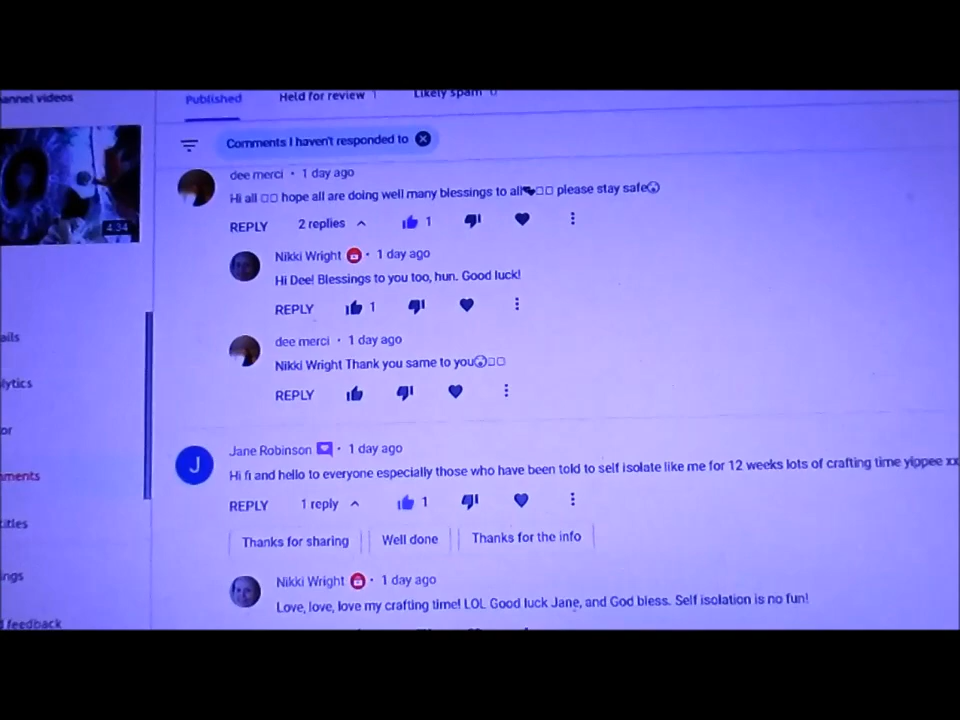 annel videos
Published
Held for review 1
Likely spam 0
Comments I haven't responded to
4:34
dee merci • 1 day ago
Hi all □□ hope all are doing well many blessings to all❤□□ please stay safe
REPLY 2 replies 1
Nikki Wright • 1 day ago
Hi Dee! Blessings to you too, hun. Good luck!
REPLY 1
dee merci • 1 day ago
Nikki Wright Thank you same to you□□
REPLY
ails
lytics
or
mments
titles
ngs
d feedback
J
Jane Robinson • 1 day ago
Hi fi and hello to everyone especially those who have been told to self isolate like me for 12 weeks lots of crafting time yippee xx
REPLY 1 reply 1
Thanks for sharing Well done Thanks for the info
Nikki Wright • 1 day ago
Love, love, love my crafting time! LOL Good luck Jane, and God bless. Self isolation is no fun!